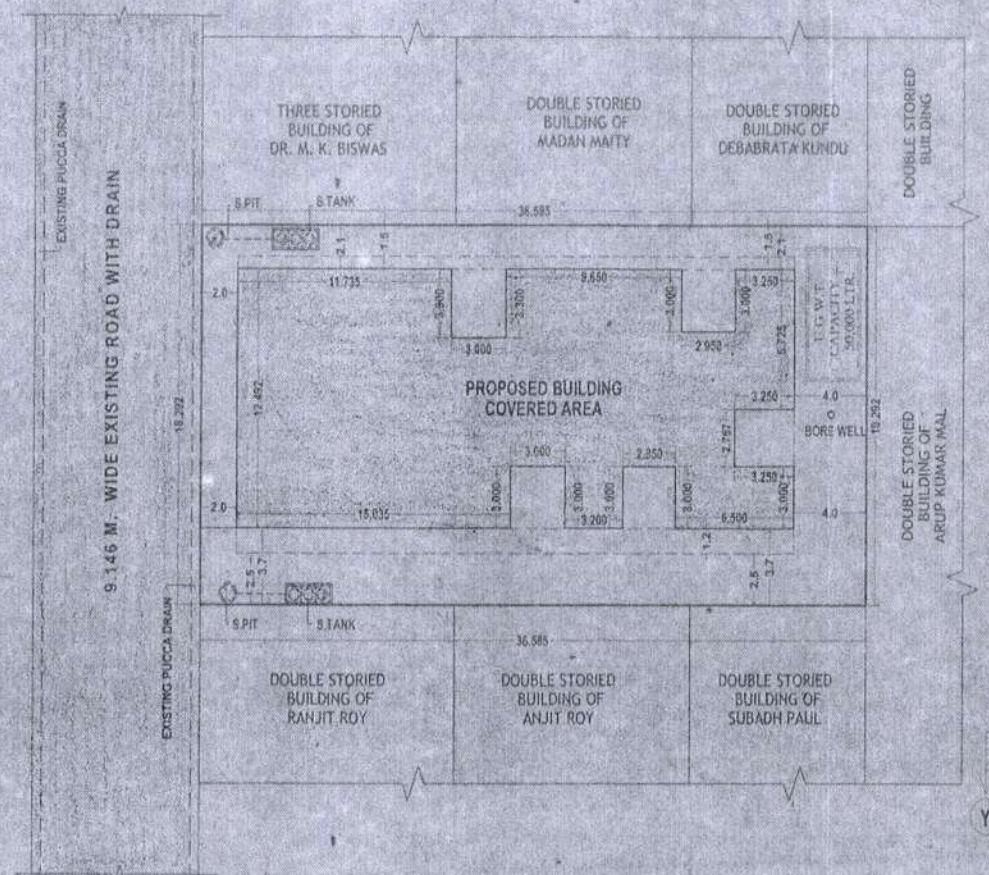 EXISTING PUCCA DRAIN
9.146 M. WIDE EXISTING ROAD WITH DRAIN
EXISTING PUCCA DRAIN
THREE STORIED
BUILDING OF
DR. M. K. BISWAS
DOUBLE STORIED
BUILDING OF
MADAN MAITY
DOUBLE STORIED
BUILDING OF
DEBABRATA KUNDU
DOUBLE STORIED
BUILDING
S.PIT
S.TANK
36.585
2.1
1.5
1.5
2.1
2.0
11.735
9.650
3.250
3.900
3.300
3.000
3.000
3.000
2.950
5.725
CAPACITY
50,000 LTR.
18.292
12.492
PROPOSED BUILDING
COVERED AREA
3.250
4.0
BORE WELL
18.292
2.767
3.000
2.950
3.250
2.0
15.035
3.000
3.000
3.200
3.000
6.500
3.000
4.0
1.2
2.5
3.7
2.5
3.7
S.PIT
S.TANK
36.585
DOUBLE STORIED
BUILDING OF
RANJIT ROY
DOUBLE STORIED
BUILDING OF
ANJIT ROY
DOUBLE STORIED
BUILDING OF
SUBADH PAUL
DOUBLE STORIED
BUILDING OF
ARUP KUMAR MAL
Y